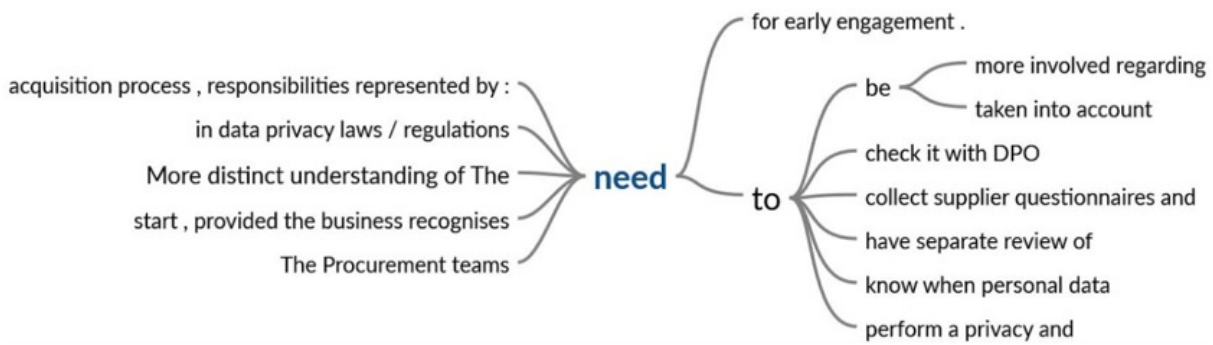 acquisition process , responsibilities represented by :
in data privacy laws / regulations
More distinct understanding of The
start , provided the business recognises
The Procurement teams
need
for early engagement .
to
be
more involved regarding
taken into account
check it with DPO
collect supplier questionnaires and
have separate review of
know when personal data
perform a privacy and